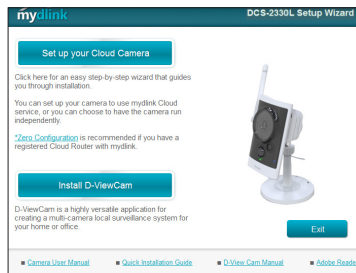 mydlink
DCS-2330L Setup Wizard
Set up your Cloud Camera
Click here for an easy step-by-step wizard that guides
you through installation.
You can set up your camera to use mydlink Cloud
service, or you can choose to have the camera run
independently.
*Zero Configuration is recommended if you have a
registered Cloud Router with mydlink.
Install D-ViewCam
D-ViewCam is a highly versatile application for
creating a multi-camera local surveillance system for
your home or office.
Exit
Camera User Manual
Quick Installation Guide
D-View Cam Manual
Adobe Reade